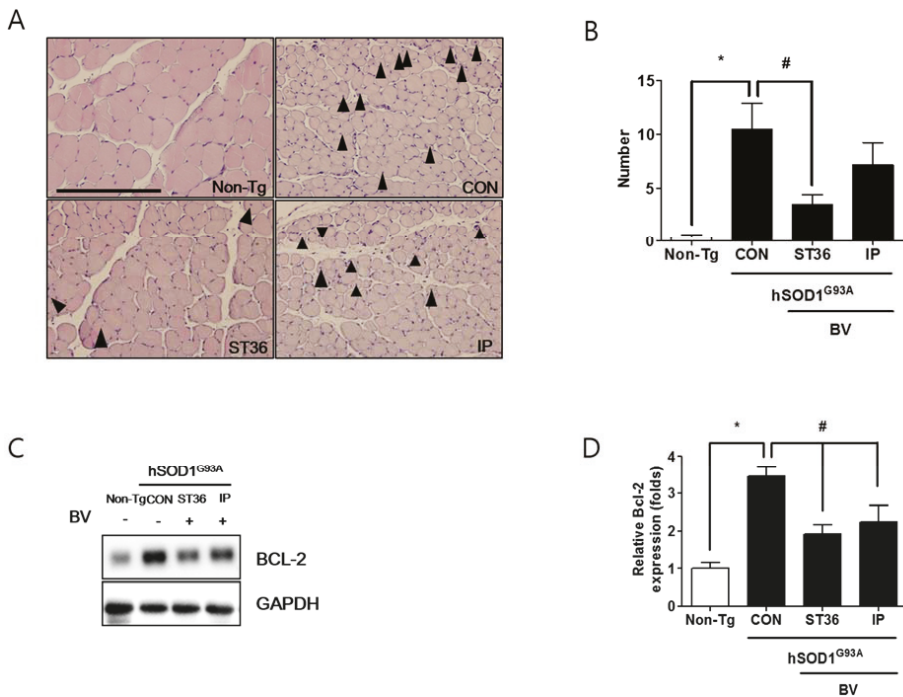 A
Non-Tg
CON
ST36
IP
B
* #
15
10
5
0
Number
Non-Tg CON ST36 IP
hSOD1G93A
BV
C
hSOD1G93A
Non-Tg CON ST36 IP
BV - - + +
BCL-2
GAPDH
D
* #
4
3
2
1
0
Relative Bcl-2
expression (folds)
Non-Tg CON ST36 IP
hSOD1G93A
BV